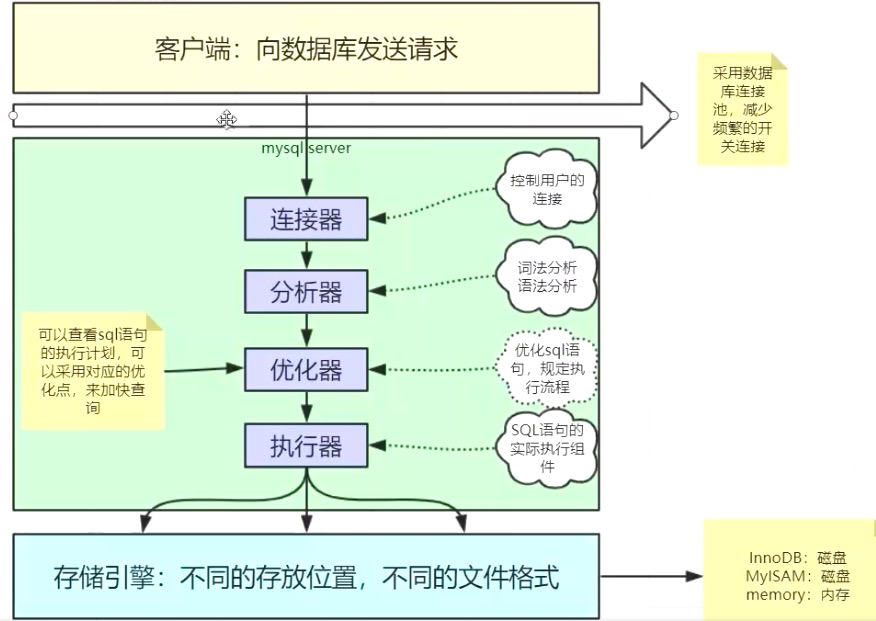 客户端：向数据库发送请求
采用数据
库连接
池，减少
频繁的开
关连接
mysql server
控制用户的
连接
连接器
词法分析
语法分析
分析器
可以查看sql语句
的执行计划，可
以采用对应的优
化点，来加快查
询
优化器
优化sql语
句，规定执
行流程
执行器
SQL语句的
实际执行组
件
存储引擎：不同的存放位置，不同的文件格式
InnoDB：磁盘
MyISAM：磁盘
memory：内存